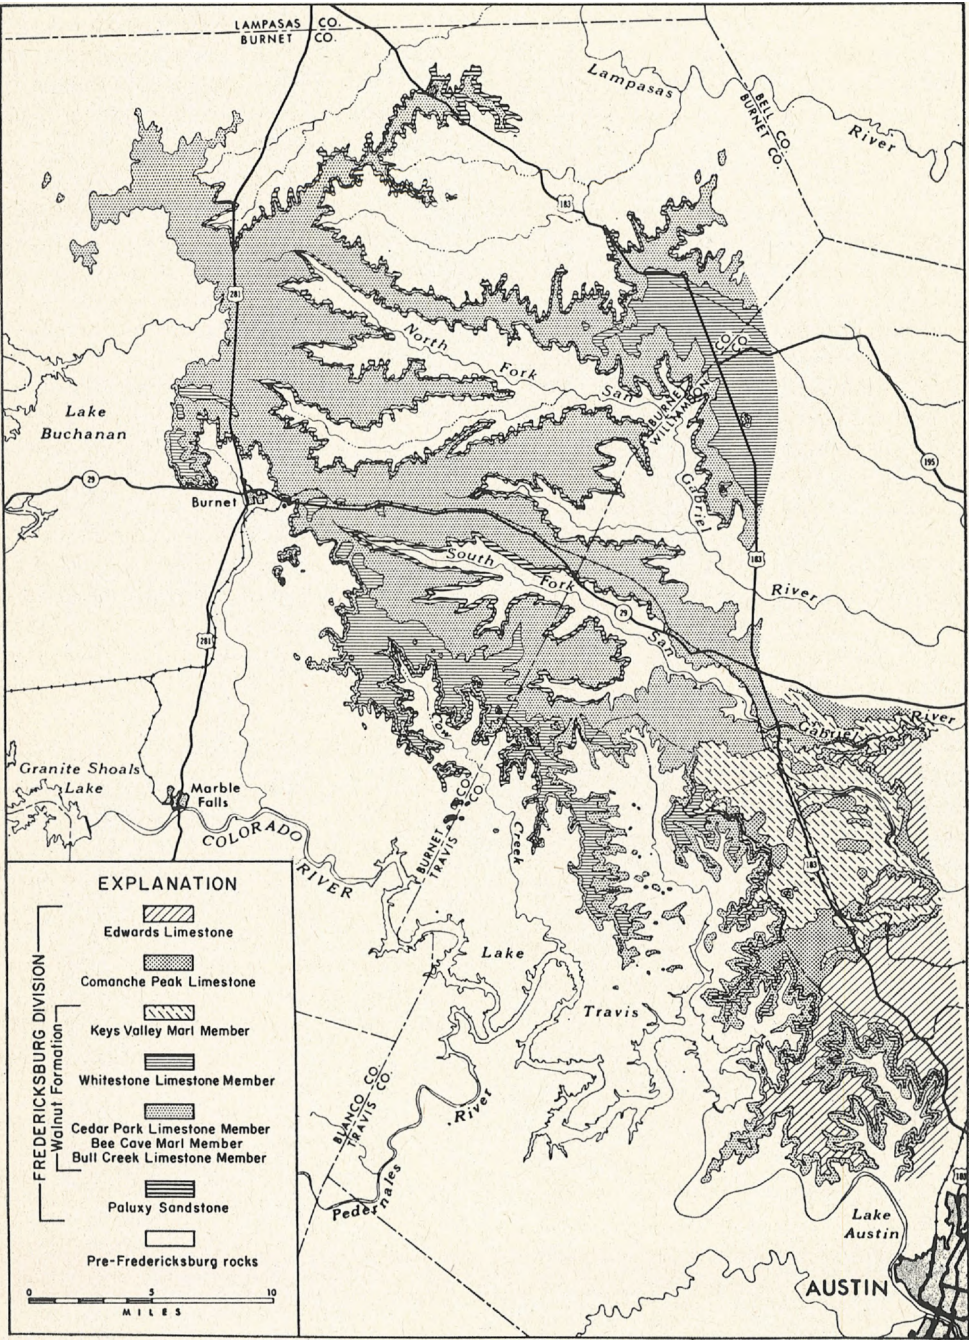 LAMPASAS CO.
BURNET CO.
Lampasas
River
BELL CO.
BURNET CO.
183
281
North
Fork
San
Gabriel
River
CO.
CO.
BURNET
WILLIAMSON
195
Lake
Buchanan
29
Burnet
183
South
Fork
29
San
Gabriel
River
281
Cow
Creek
Granite Shoals
Lake
Marble
Falls
COLORADO
RIVER
BURNET CO.
TRAVIS CO.
183
Lake
Travis
BLANCO CO.
TRAVIS CO.
River
Pedernales
Lake
Austin
AUSTIN
183
EXPLANATION
FREDERICKSBURG DIVISION
Walnut Formation
Edwards Limestone
Comanche Peak Limestone
Keys Valley Marl Member
Whitestone Limestone Member
Cedar Park Limestone Member
Bee Cave Marl Member
Bull Creek Limestone Member
Paluxy Sandstone
Pre-Fredericksburg rocks
0 5 10
MILES